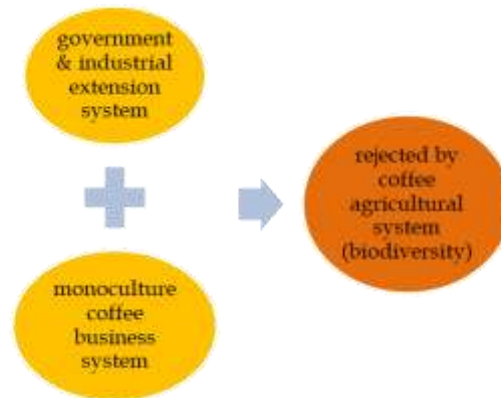 government
& industrial
extension
system
monoculture
coffee
business
system
rejected by
coffee
agricultural
system
(biodiversity)